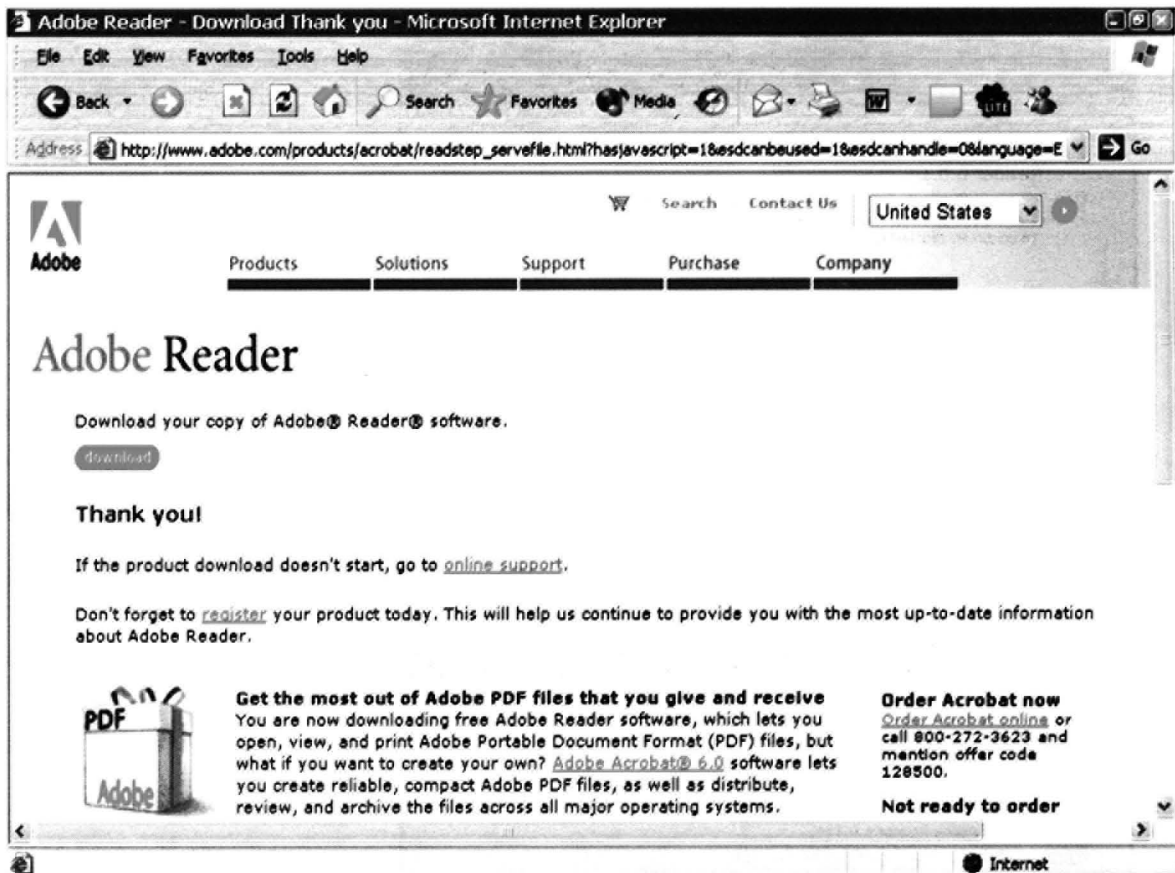 Adobe Reader - Download Thank you - Microsoft Internet Explorer
File Edit View Favorites Tools Help
Back Search Favorites Media
Address http://www.adobe.com/products/acrobat/readstep_servefile.html?hasjavascript=1&esdcanbeused=1&esdcanhandle=0&language=E Go
Search Contact Us United States
Adobe
Products Solutions Support Purchase Company
Adobe Reader
Download your copy of Adobe® Reader® software.
download
Thank you!
If the product download doesn't start, go to online support.
Don't forget to register your product today. This will help us continue to provide you with the most up-to-date information
about Adobe Reader.
PDF
Adobe
Get the most out of Adobe PDF files that you give and receive
You are now downloading free Adobe Reader software, which lets you
open, view, and print Adobe Portable Document Format (PDF) files, but
what if you want to create your own? Adobe Acrobat® 6.0 software lets
you create reliable, compact Adobe PDF files, as well as distribute,
review, and archive the files across all major operating systems.
Order Acrobat now
Order Acrobat online or
call 800-272-3623 and
mention offer code
128500.
Not ready to order
Internet